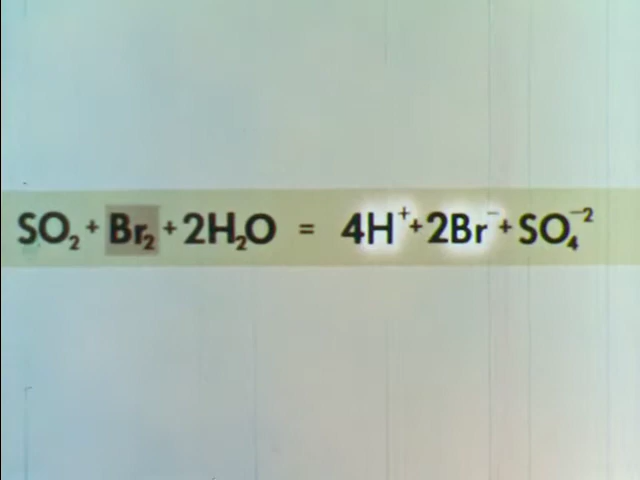 SO₂ + Br₂ + 2H₂O = 4H⁺ + 2Br⁻ + SO₄⁻²